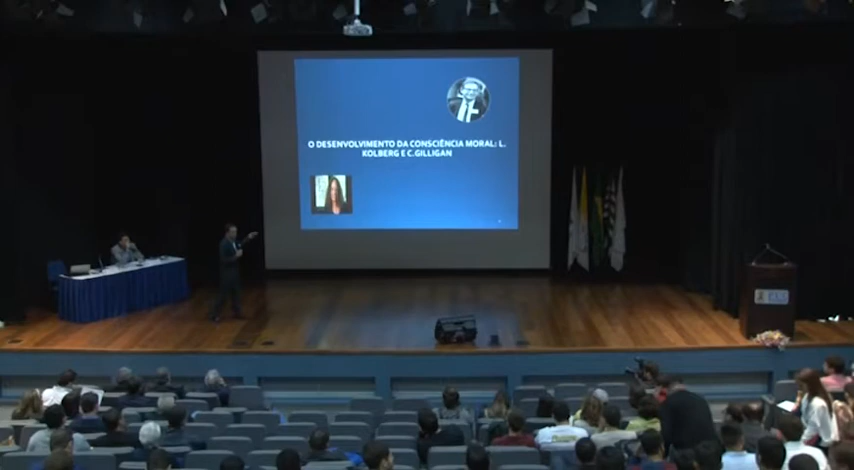 O DESENVOLVIMENTO DA CONSCIÊNCIA MORAL: L.
KOLBERG E C.GILLIGAN